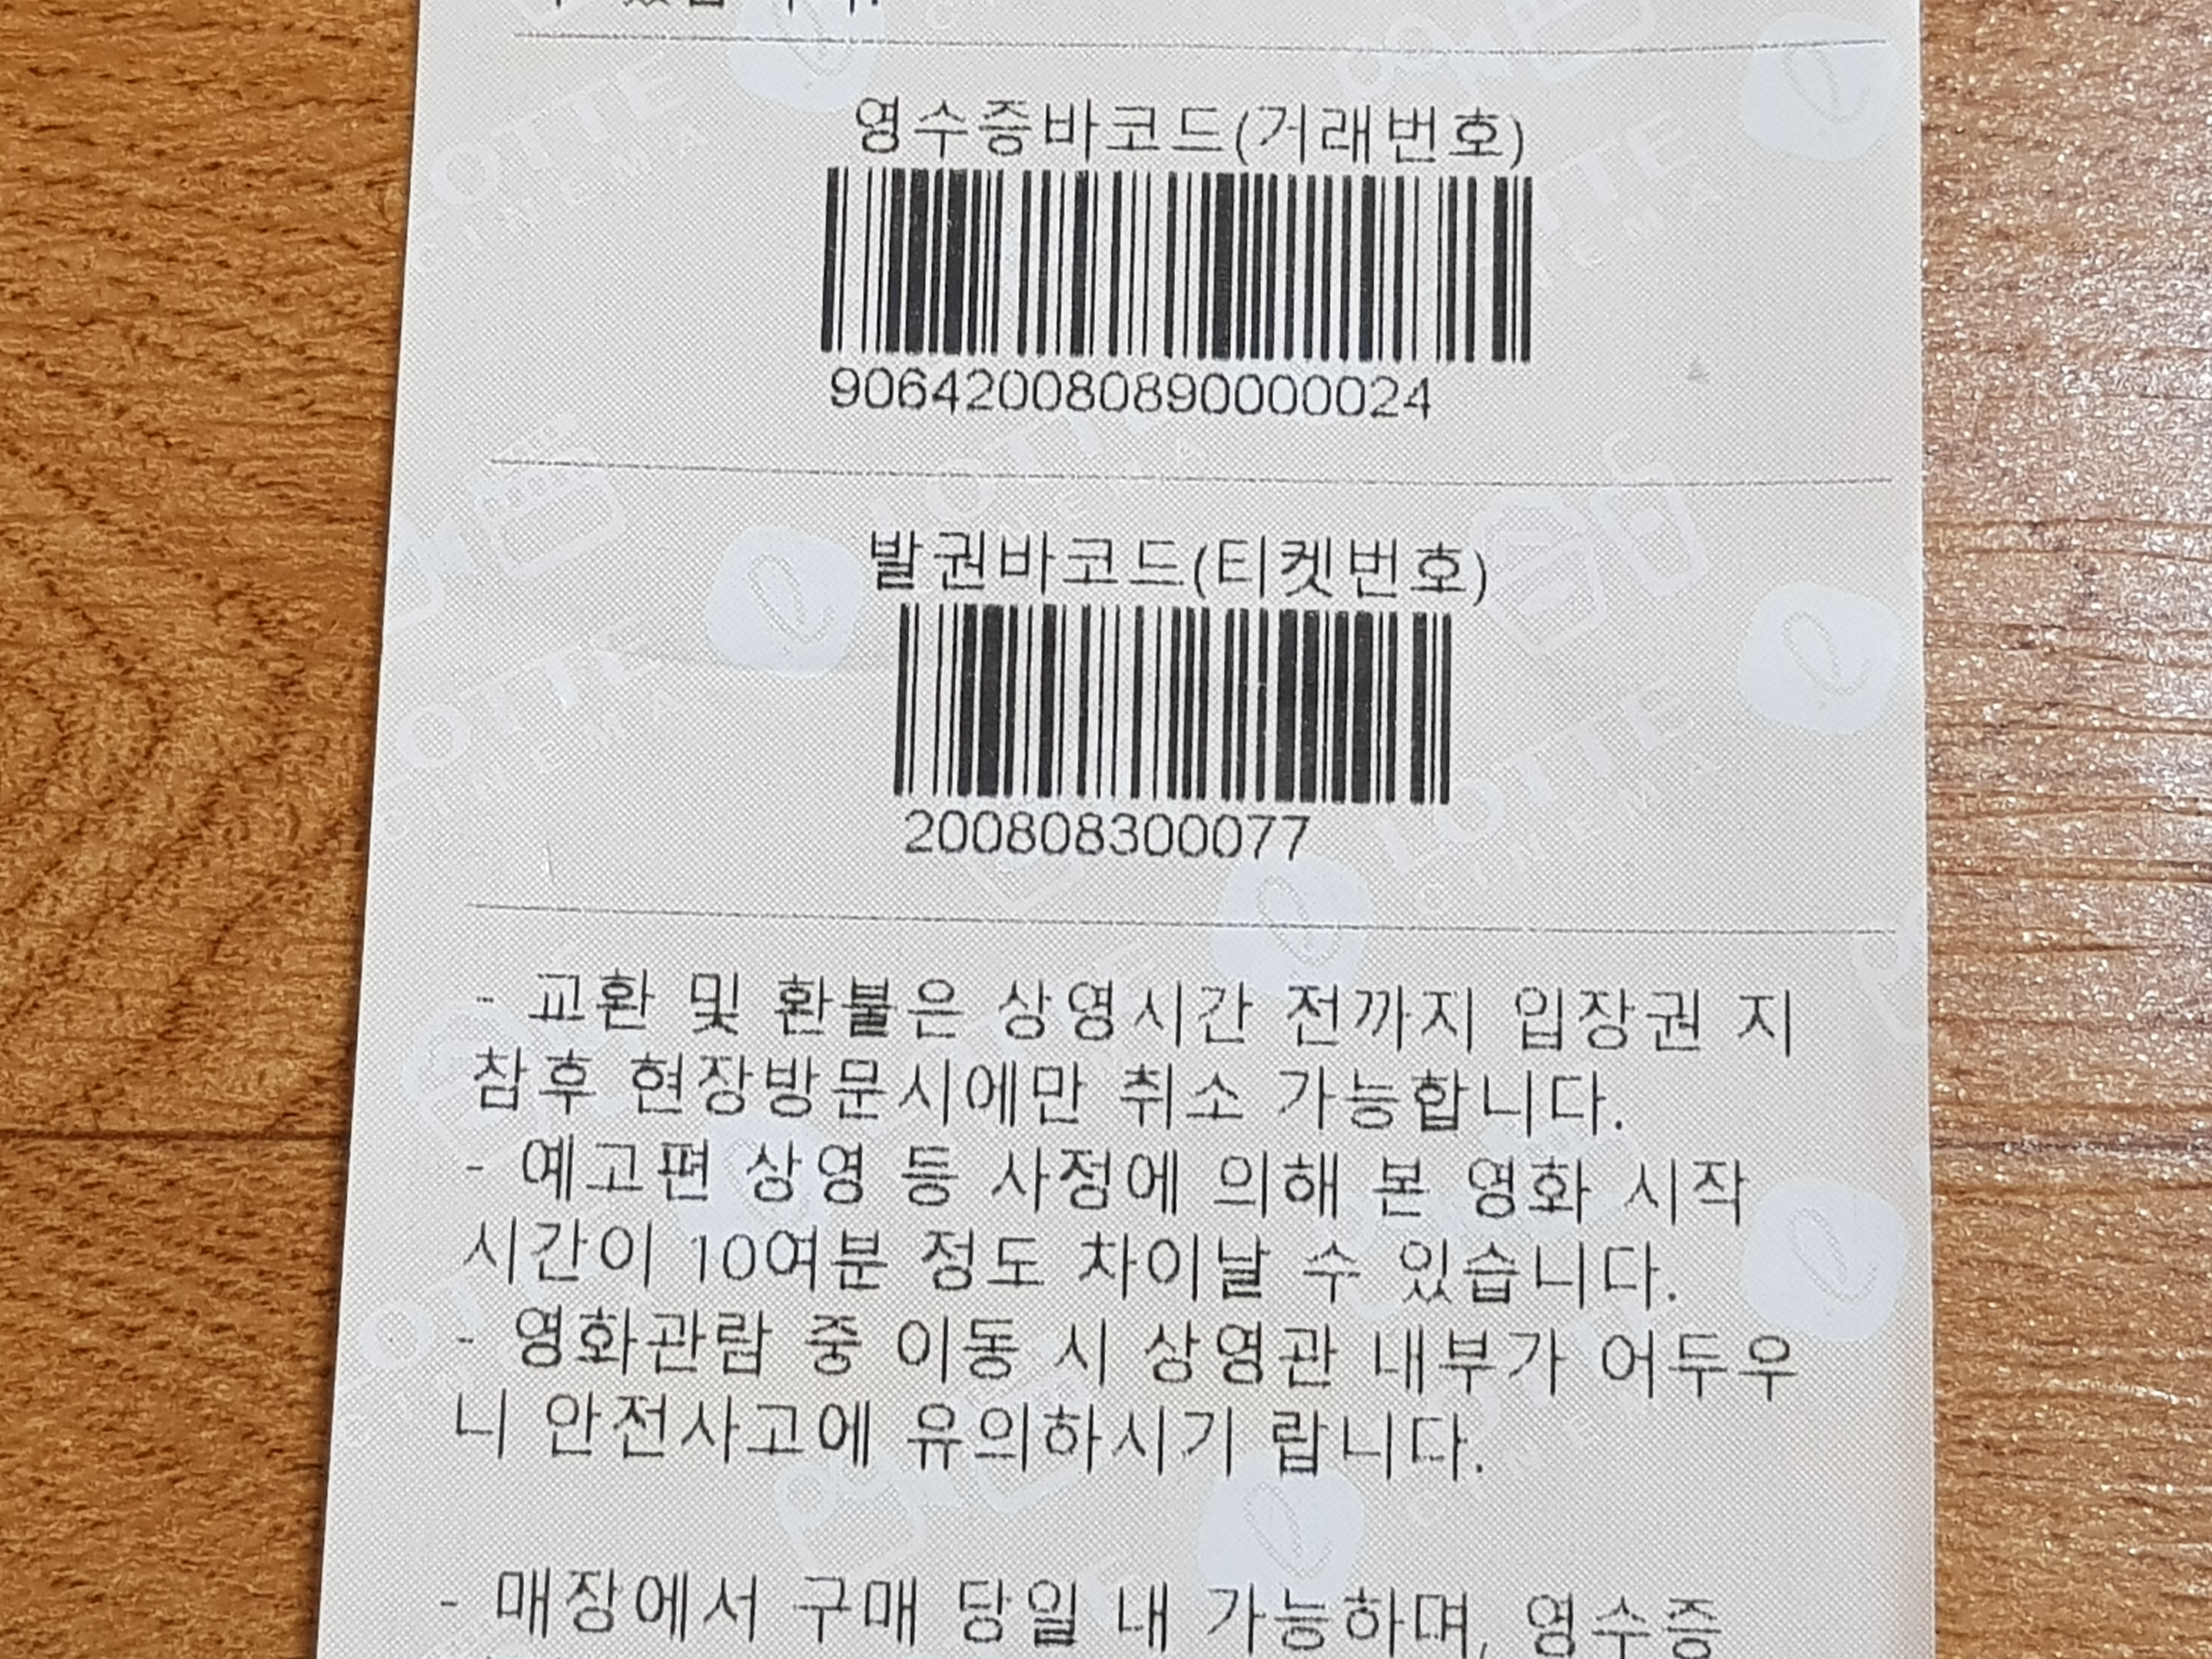 영수증바코드(거래번호)
906420080890000024
발권바코드(티켓번호)
200808300077
- 교환 및 환불은 상영시간 전까지 입장권 지
참후 현장방문시에만 취소 가능합니다.
- 예고편 상영 등 사정에 의해 본 영화 시작
시간이 10여분 정도 차이날 수 있습니다.
- 영화관람 중 이동 시 상영관 내부가 어두우
니 안전사고에 유의하시기 랍니다.
- 매장에서 구매 당일 내 가능하며, 영수증